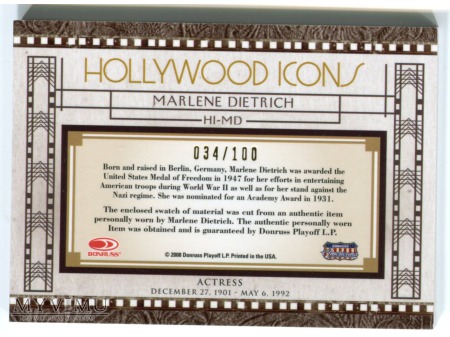 HOLLYWOOD ICONS
MARLENE DIETRICH
HI-MD
034/100
Born and raised in Berlin, Germany, Marlene Dietrich was awarded the
United States Medal of Freedom in 1947 for her efforts in entertaining
American troops during World War II as well as for her stand against the
Nazi regime. She was nominated for an Academy Award in 1931.
The enclosed swatch of material was cut from an authentic item
personally worn by Marlene Dietrich. The authentic personally worn
Item was obtained and is guaranteed by Donruss Playoff L.P.
DONRUSS
© 2008 Donruss Playoff L.P. Printed in the USA.
ACTRESS
DECEMBER 27, 1901 - MAY 6, 1992
MYVIMU